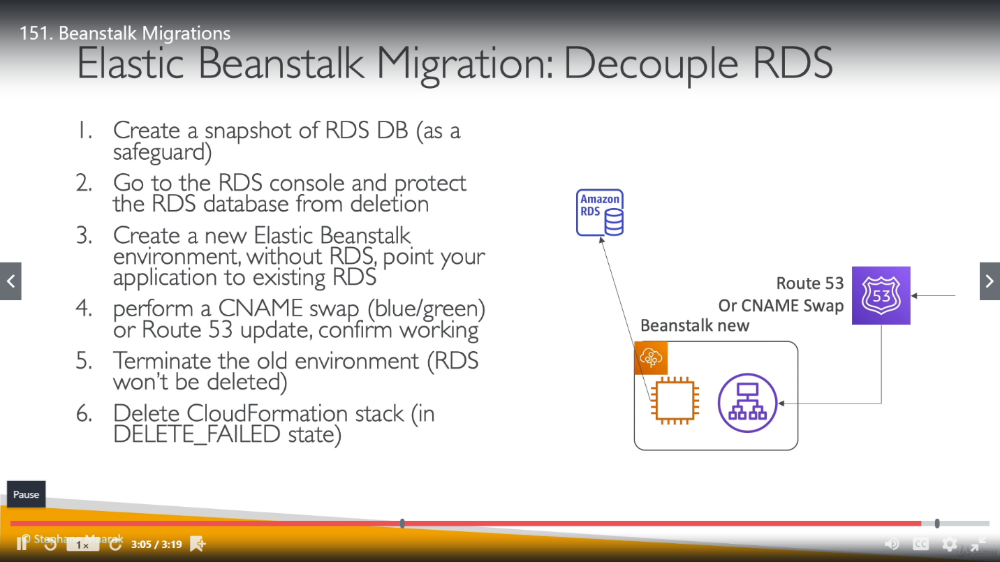 151. Beanstalk Migrations
Elastic Beanstalk Migration: Decouple RDS
1. Create a snapshot of RDS DB (as a
safeguard)
2. Go to the RDS console and protect
the RDS database from deletion
3. Create a new Elastic Beanstalk
environment, without RDS, point your
application to existing RDS
4. perform a CNAME swap (blue/green)
or Route 53 update, confirm working
5. Terminate the old environment (RDS
won't be deleted)
6. Delete CloudFormation stack (in
DELETE_FAILED state)
Amazon
RDS
Route 53
Or CNAME Swap
53
Beanstalk new
Pause
© Stephane Maarek
1x
3:05 / 3:19
CC
Udemy